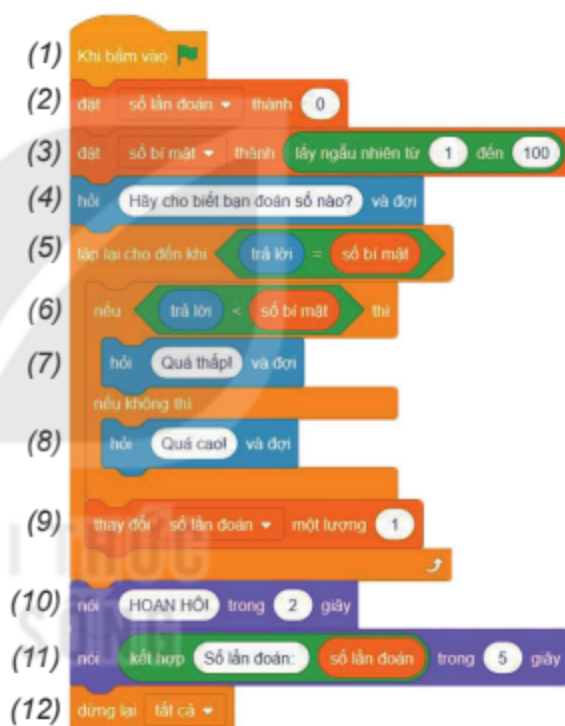 (1) Khi bấm vào
(2) đặt số lần đoán thành 0
(3) đặt số bí mật thành lấy ngẫu nhiên từ 1 đến 100
(4) hỏi Hãy cho biết bạn đoán số nào? và đợi
(5) lặp lại cho đến khi trả lời = số bí mật
(6) nếu trả lời < số bí mật thì
(7) hỏi Quá thấp! và đợi
nếu không thì
(8) hỏi Quá cao! và đợi
(9) thay đổi số lần đoán một lượng 1
(10) nói HOAN HÔ! trong 2 giây
(11) nói kết hợp Số lần đoán: số lần đoán trong 5 giây
(12) dừng lại tất cả